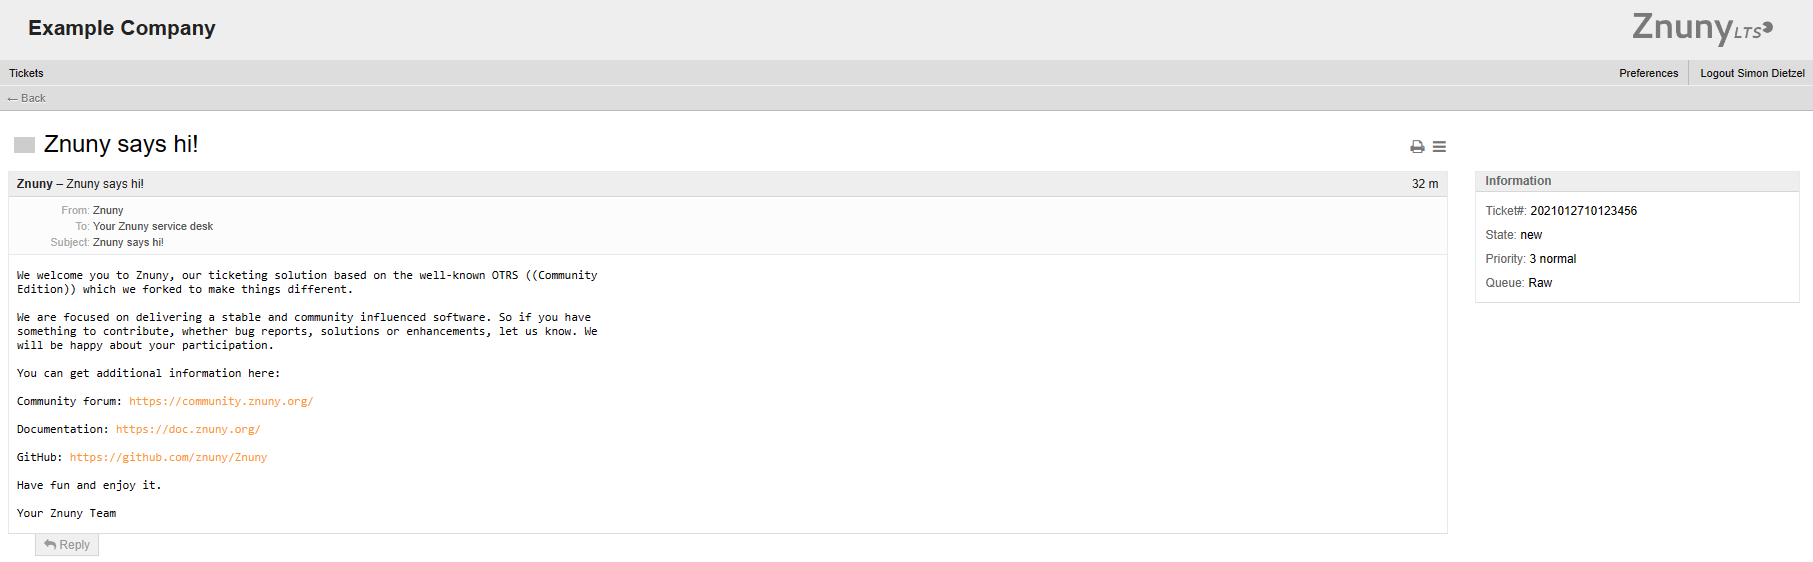 Example Company
Znuny LTS
Tickets
Preferences
Logout Simon Dietzel
← Back
Znuny says hi!
Znuny – Znuny says hi!
32 m
From: Znuny
To: Your Znuny service desk
Subject: Znuny says hi!
We welcome you to Znuny, our ticketing solution based on the well-known OTRS ((Community
Edition)) which we forked to make things different.
We are focused on delivering a stable and community influenced software. So if you have
something to contribute, whether bug reports, solutions or enhancements, let us know. We
will be happy about your participation.
You can get additional information here:
Community forum: https://community.znuny.org/
Documentation: https://doc.znuny.org/
GitHub: https://github.com/znuny/Znuny
Have fun and enjoy it.
Your Znuny Team
Reply
Information
Ticket#: 2021012710123456
State: new
Priority: 3 normal
Queue: Raw